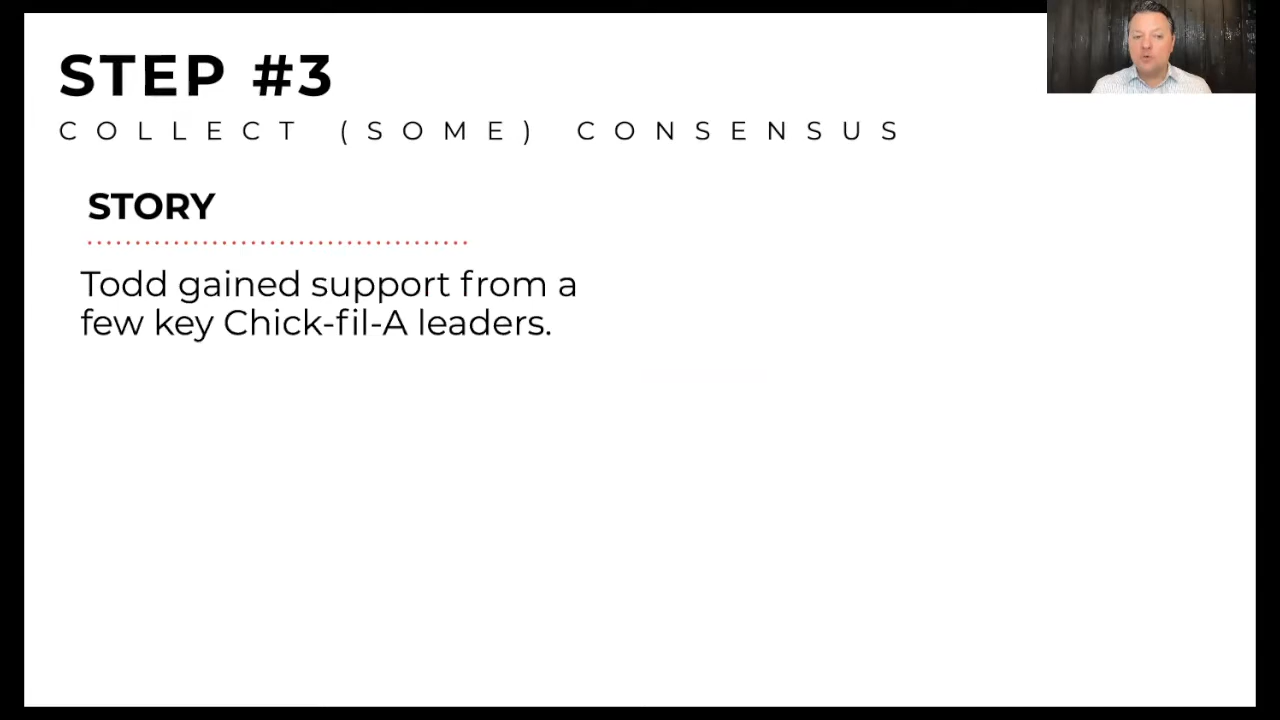 STEP #3
COLLECT (SOME) CONSENSUS
STORY
Todd gained support from a
few key Chick-fil-A leaders.